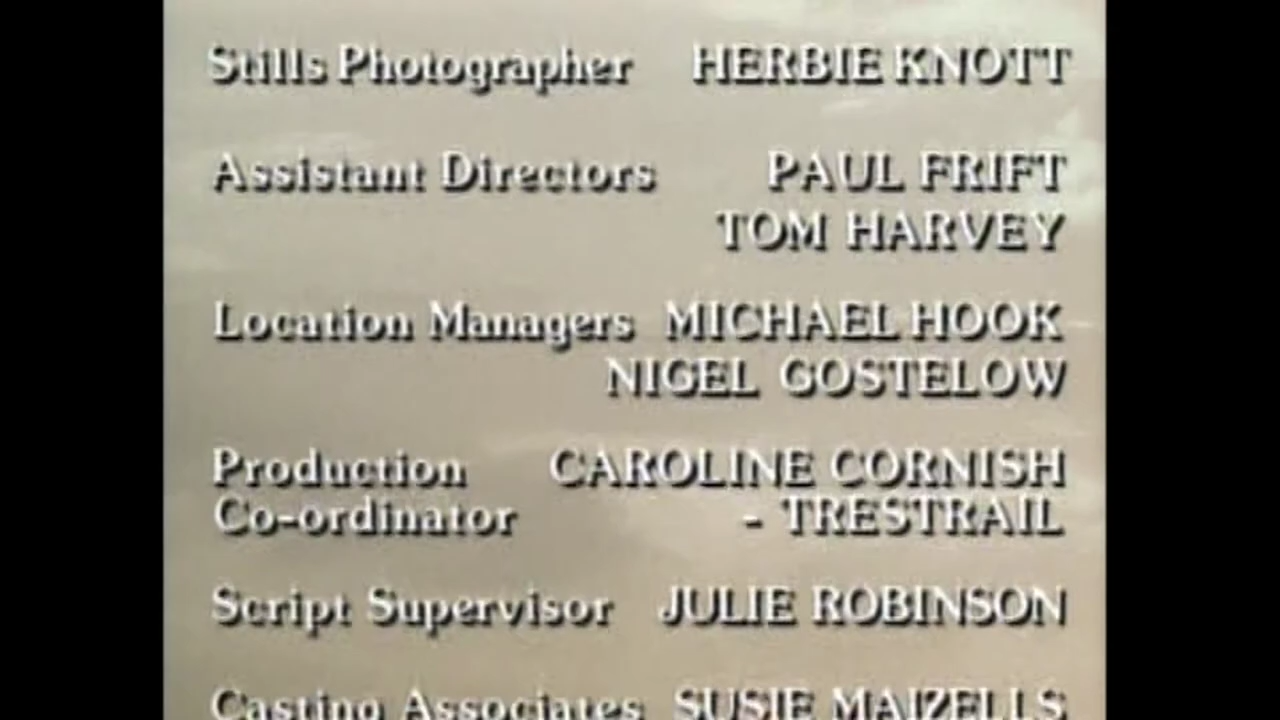 Stills Photographer HERBIE KNOTT
Assistant Directors PAUL FRIFT
TOM HARVEY
Location Managers MICHAEL HOOK
NIGEL GOSTELOW
Production CAROLINE CORNISH
Co-ordinator - TRESTRAIL
Script Supervisor JULIE ROBINSON
Casting Associates SUSIE MAIZELLS